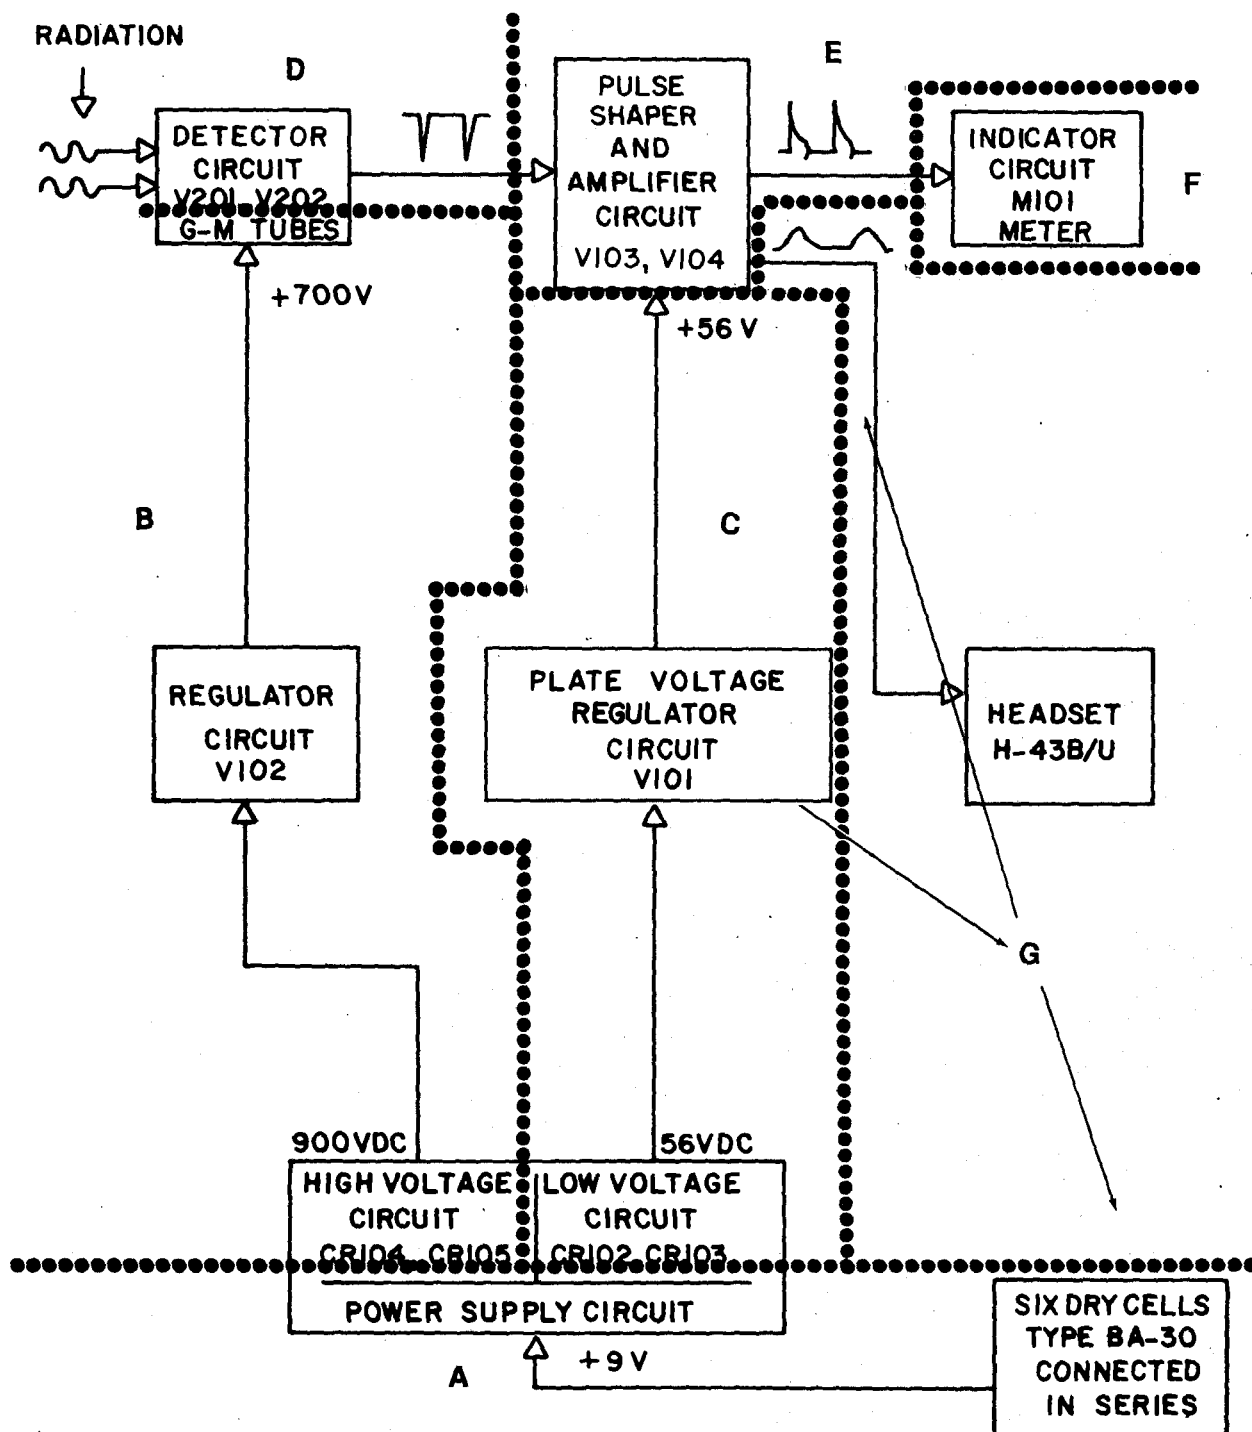 RADIATION
D
E
DETECTOR
CIRCUIT
V201, V202
G-M TUBES
PULSE
SHAPER
AND
AMPLIFIER
CIRCUIT
V103, V104
INDICATOR
CIRCUIT
M101
METER
F
+700V
+56 V
B
C
REGULATOR
CIRCUIT
V102
PLATE VOLTAGE
REGULATOR
CIRCUIT
V101
HEADSET
H-43B/U
G
900VDC
56VDC
HIGH VOLTAGE
CIRCUIT
CR104, CR105
LOW VOLTAGE
CIRCUIT
CR102 CR103
POWER SUPPLY CIRCUIT
A
+9V
SIX DRY CELLS
TYPE BA-30
CONNECTED
IN SERIES